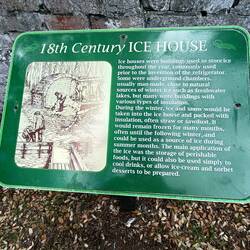 18th Century ICE HOUSE
Ice houses were buildings used to store ice
throughout the year, commonly used
prior to the invention of the refrigerator.
Some were underground chambers,
usually man-made, close to natural
sources of winter ice such as freshwater
lakes, but many were buildings with
various types of insulation.
During the winter, ice and snow would be
taken into the ice house and packed with
insulation, often straw or sawdust. It
would remain frozen for many months,
often until the following winter, and
could be used as a source of ice during
summer months. The main application of
the ice was the storage of perishable
foods, but it could also be used simply to
cool drinks, or allow ice-cream and sorbet
desserts to be prepared.